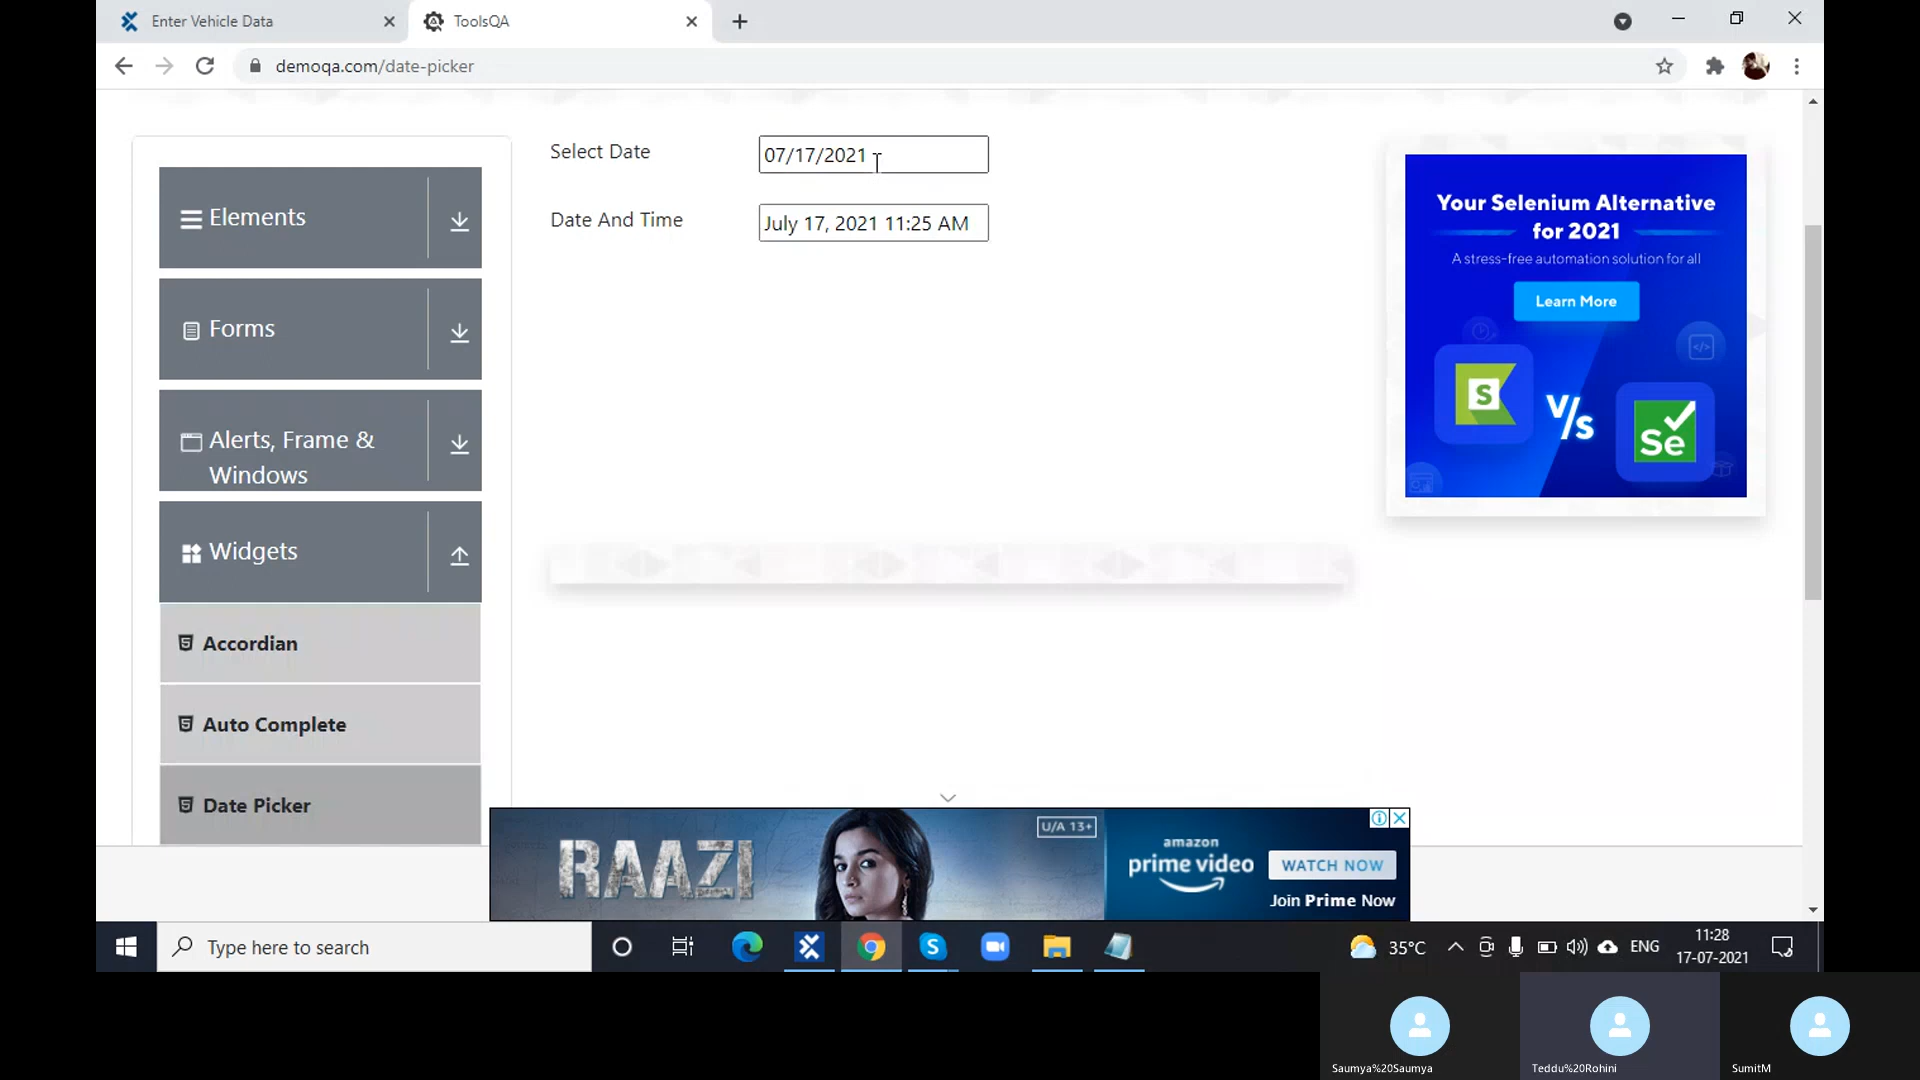 Enter Vehicle Data
ToolsQA
demoqa.com/date-picker
Elements
Forms
Alerts, Frame &
Windows
Widgets
Accordian
Auto Complete
Date Picker
Select Date
07/17/2021
Date And Time
July 17, 2021 11:25 AM
Your Selenium Alternative
for 2021
A stress-free automation solution for all
Learn More
S
V/s
Se
RAAZI
U/A 13+
amazon
prime video
WATCH NOW
Join Prime Now
Type here to search
35°C
ENG
11:28
17-07-2021
Saumya%20Saumya
Teddu%20Rohini
SumitM